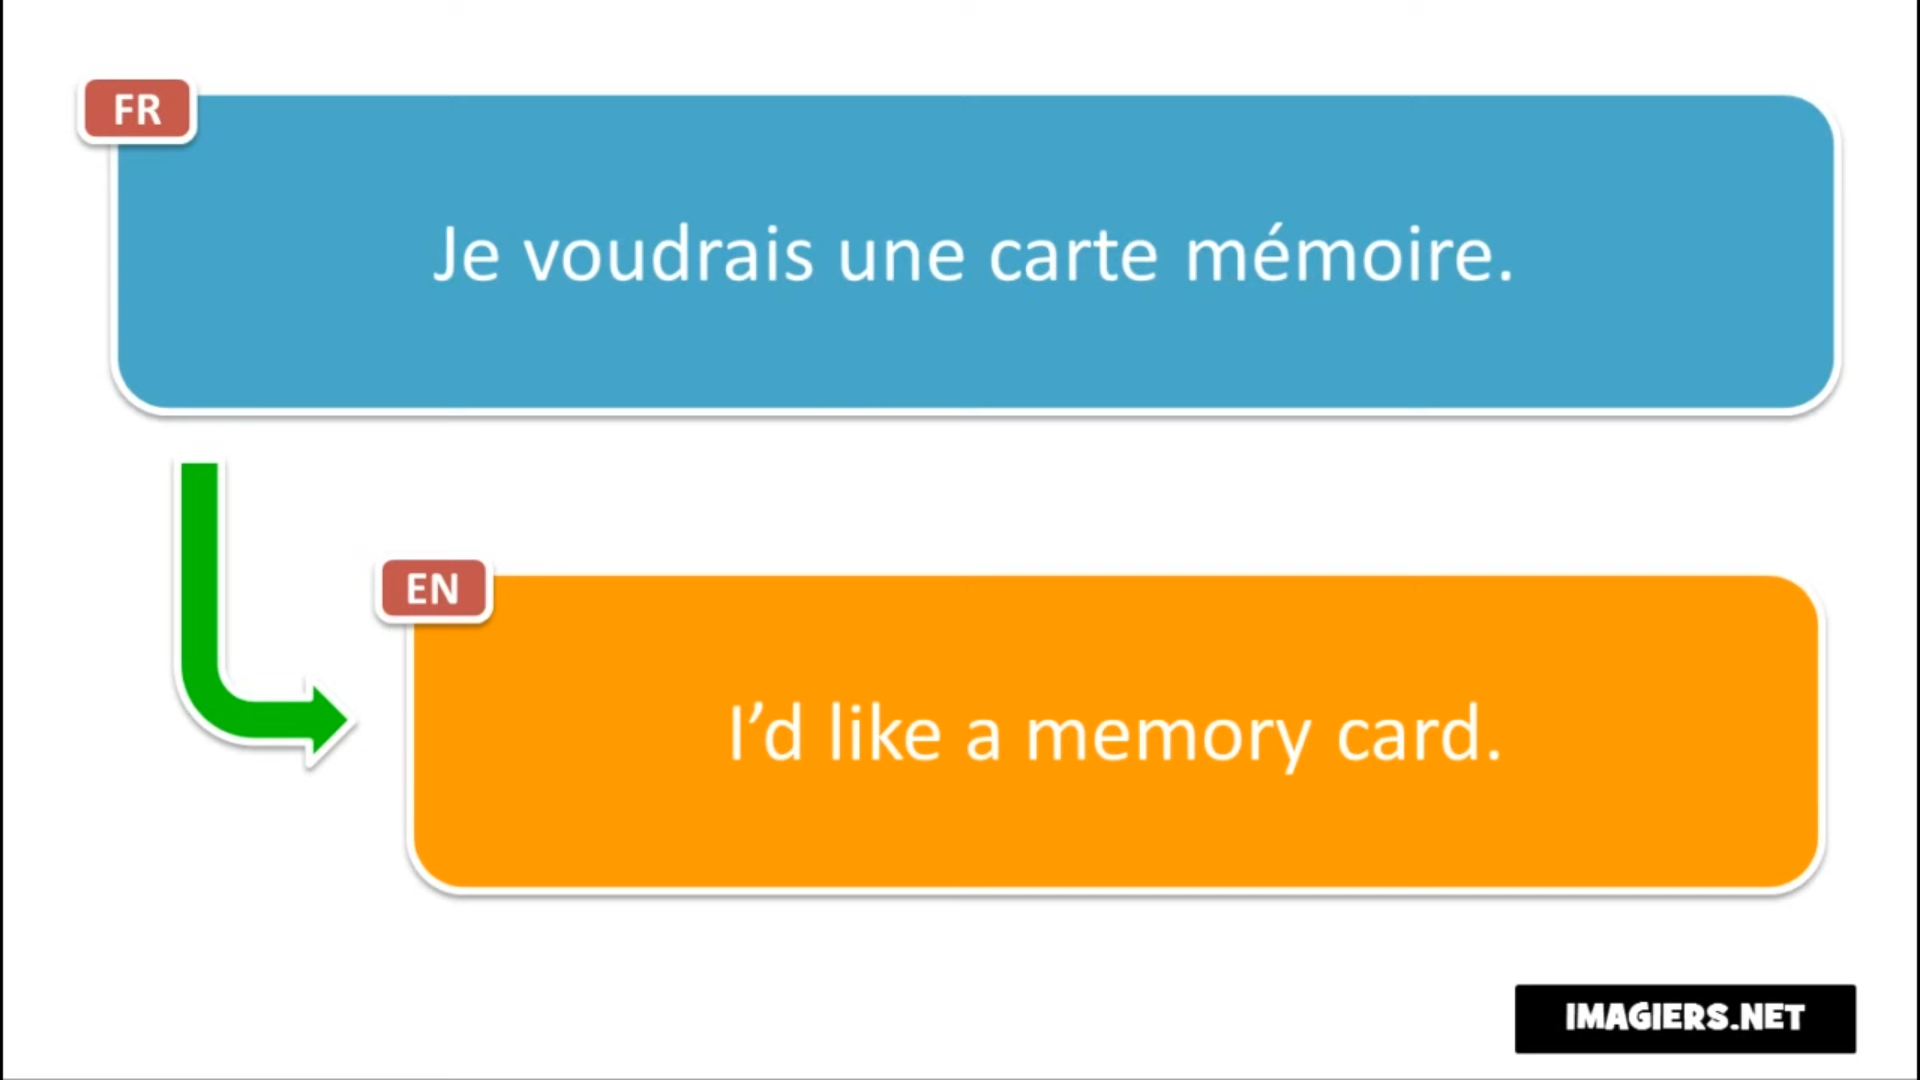 FR
Je voudrais une carte mémoire.
EN
I’d like a memory card.
IMAGIERS.NET